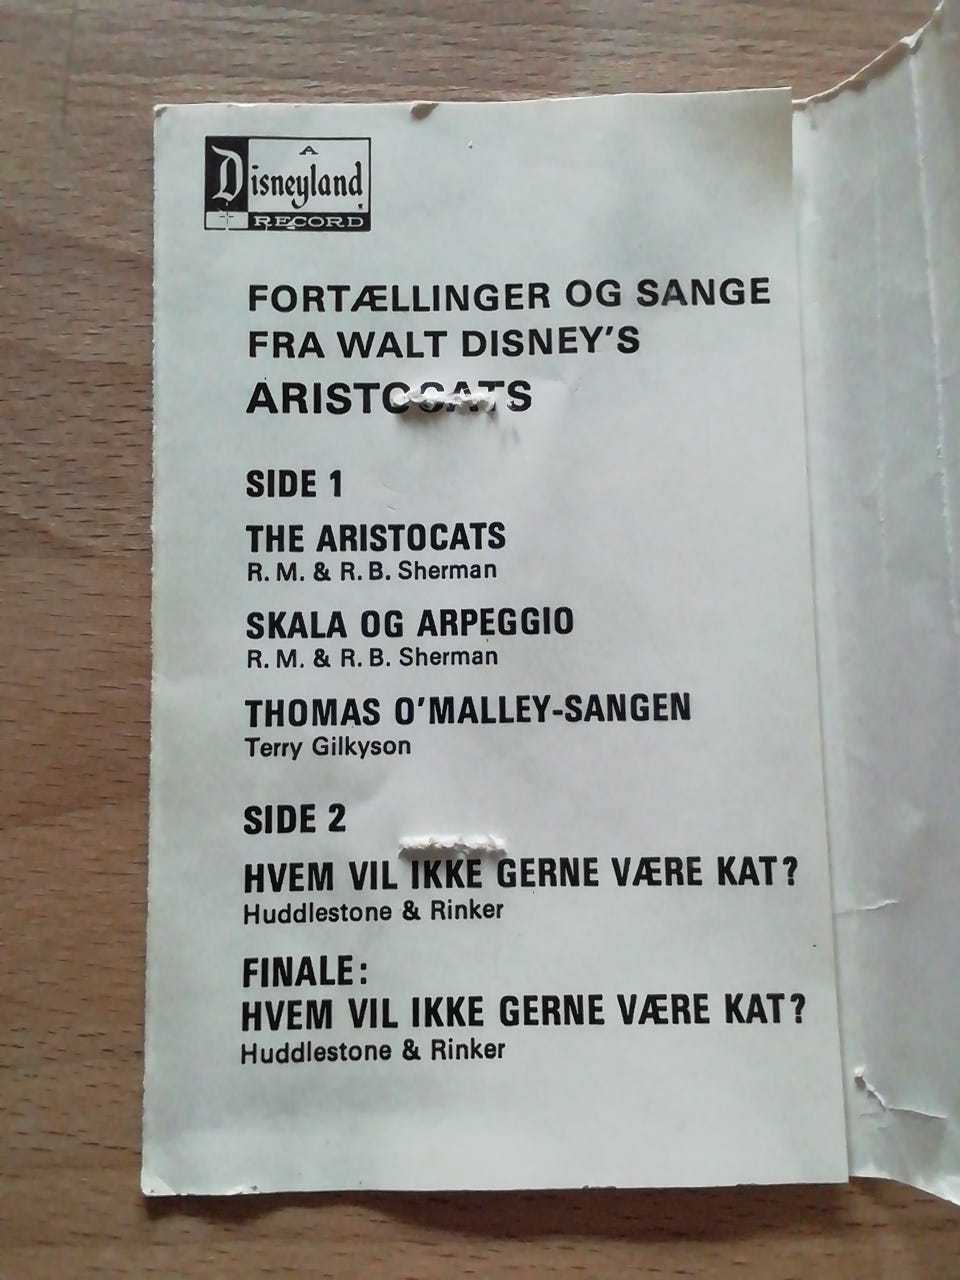 A
Disneyland
RECORD
FORTÆLLINGER OG SANGE
FRA WALT DISNEY'S
ARISTOCATS
SIDE 1
THE ARISTOCATS
R. M. & R. B. Sherman
SKALA OG ARPEGGIO
R. M. & R. B. Sherman
THOMAS O'MALLEY-SANGEN
Terry Gilkyson
SIDE 2
HVEM VIL IKKE GERNE VÆRE KAT?
Huddlestone & Rinker
FINALE:
HVEM VIL IKKE GERNE VÆRE KAT?
Huddlestone & Rinker